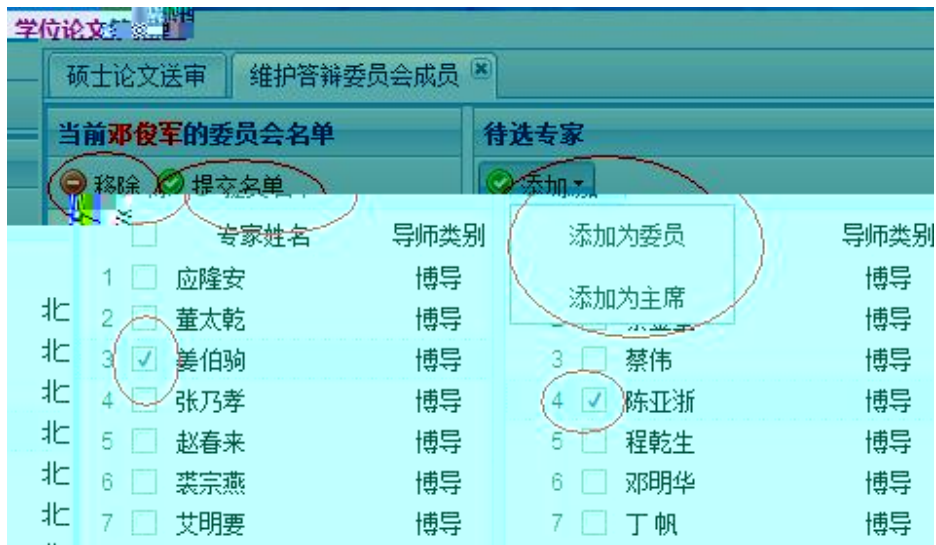 学位论文
硕士论文送审 维护答辩委员会成员
当前邓俊军的委员会名单 待选专家
移除 提交名单 添加
专家姓名 导师类别 添加为委员 导师类别
1 应隆安 博导 博导
添加为主席
北 2 董太乾 博导 博导
北 3 姜伯驹 博导 3 蔡伟 博导
北 4 张乃孝 博导 4 陈亚浙 博导
北 5 赵春来 博导 5 程乾生 博导
北 6 裘宗燕 博导 6 邓明华 博导
北 7 艾明要 博导 7 丁帆 博导